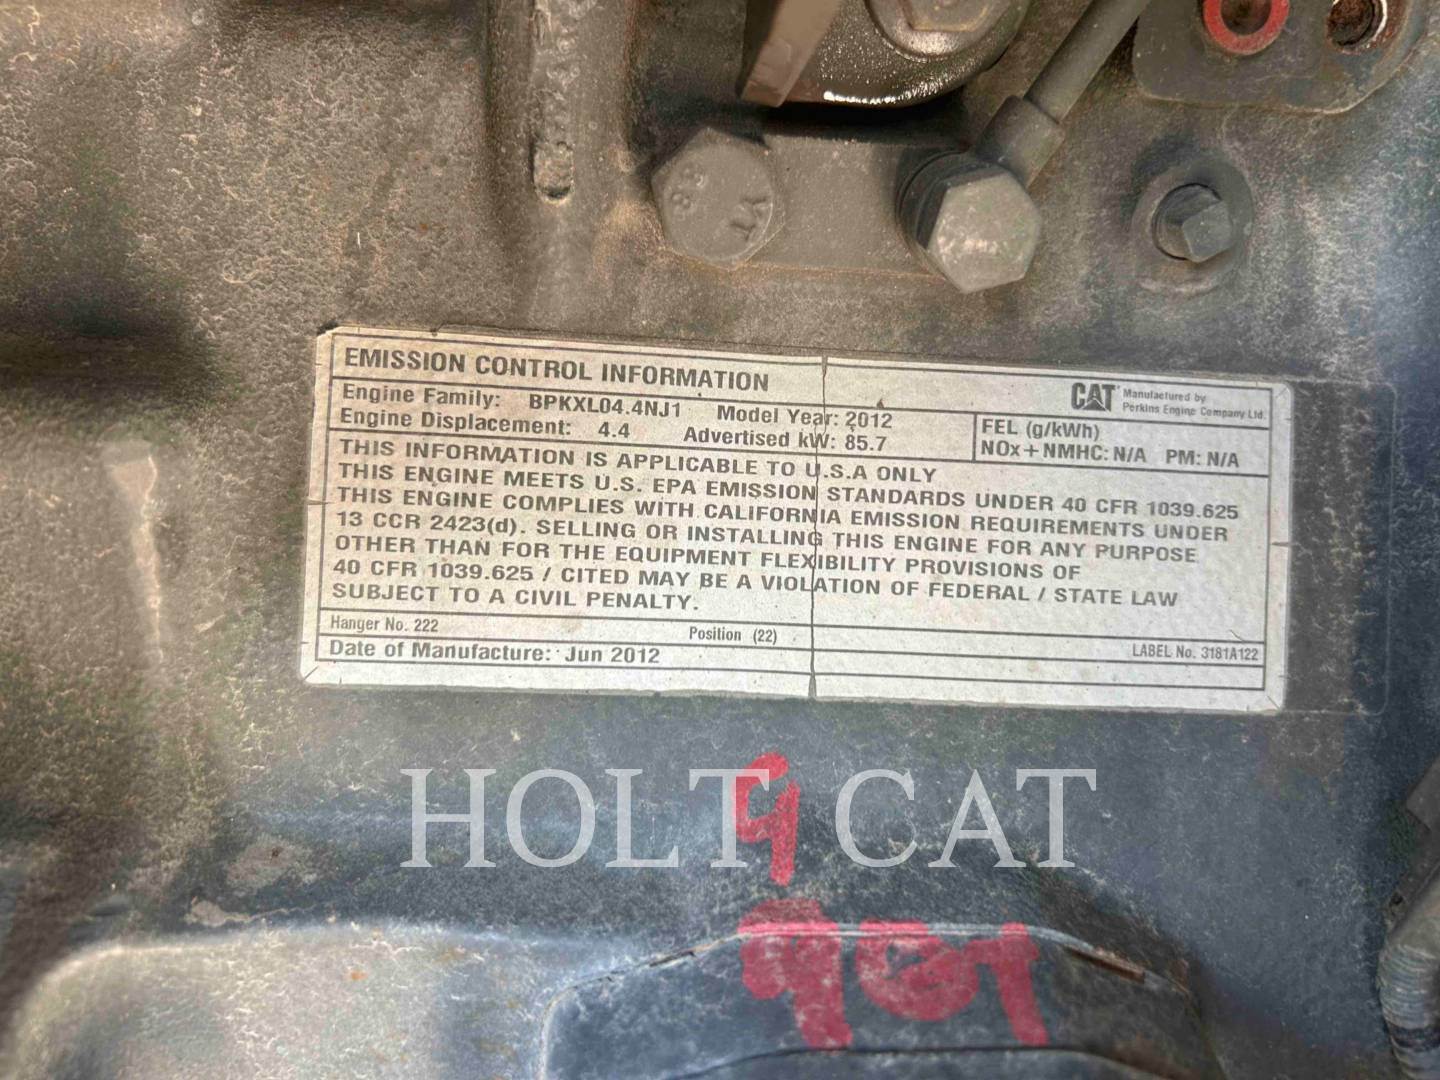 88 YT
EMISSION CONTROL INFORMATION
CAT Manufactured by
Perkins Engine Company Ltd.
Engine Family: BPKXL04.4NJ1 Model Year: 2012
Engine Displacement: 4.4 Advertised kW: 85.7
FEL (g/kWh)
NOx + NMHC: N/A PM: N/A
THIS INFORMATION IS APPLICABLE TO U.S.A ONLY
THIS ENGINE MEETS U.S. EPA EMISSION STANDARDS UNDER 40 CFR 1039.625
THIS ENGINE COMPLIES WITH CALIFORNIA EMISSION REQUIREMENTS UNDER
13 CCR 2423(d). SELLING OR INSTALLING THIS ENGINE FOR ANY PURPOSE
OTHER THAN FOR THE EQUIPMENT FLEXIBILITY PROVISIONS OF
40 CFR 1039.625 / CITED MAY BE A VIOLATION OF FEDERAL / STATE LAW
SUBJECT TO A CIVIL PENALTY.
Hanger No. 222 Position (22) LABEL No. 3181A122
Date of Manufacture: Jun 2012
HOLT CAT